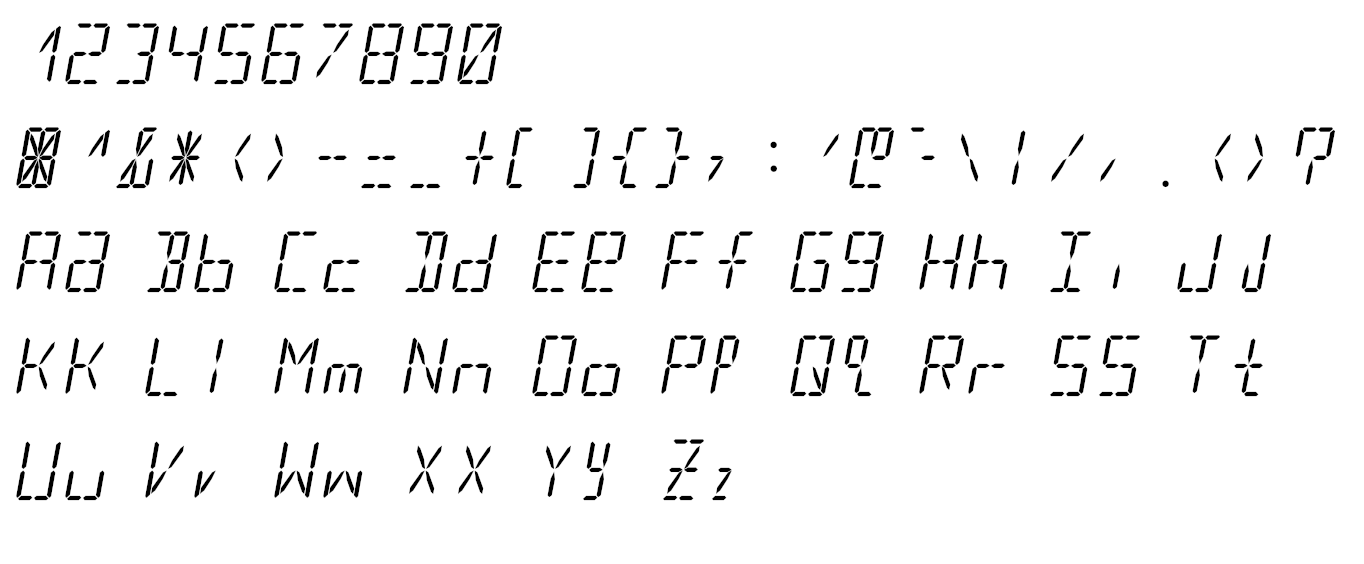 1234567890
^&*<>-=_+[ ]{}, : '@~\|/, . <>?
Aa Bb Cc Dd Ee Ff Gg Hh Ii Jj
Kk Ll Mm Nn Oo Pp Qq Rr Ss Tt
Uu Vv Ww Xx Yy Zz